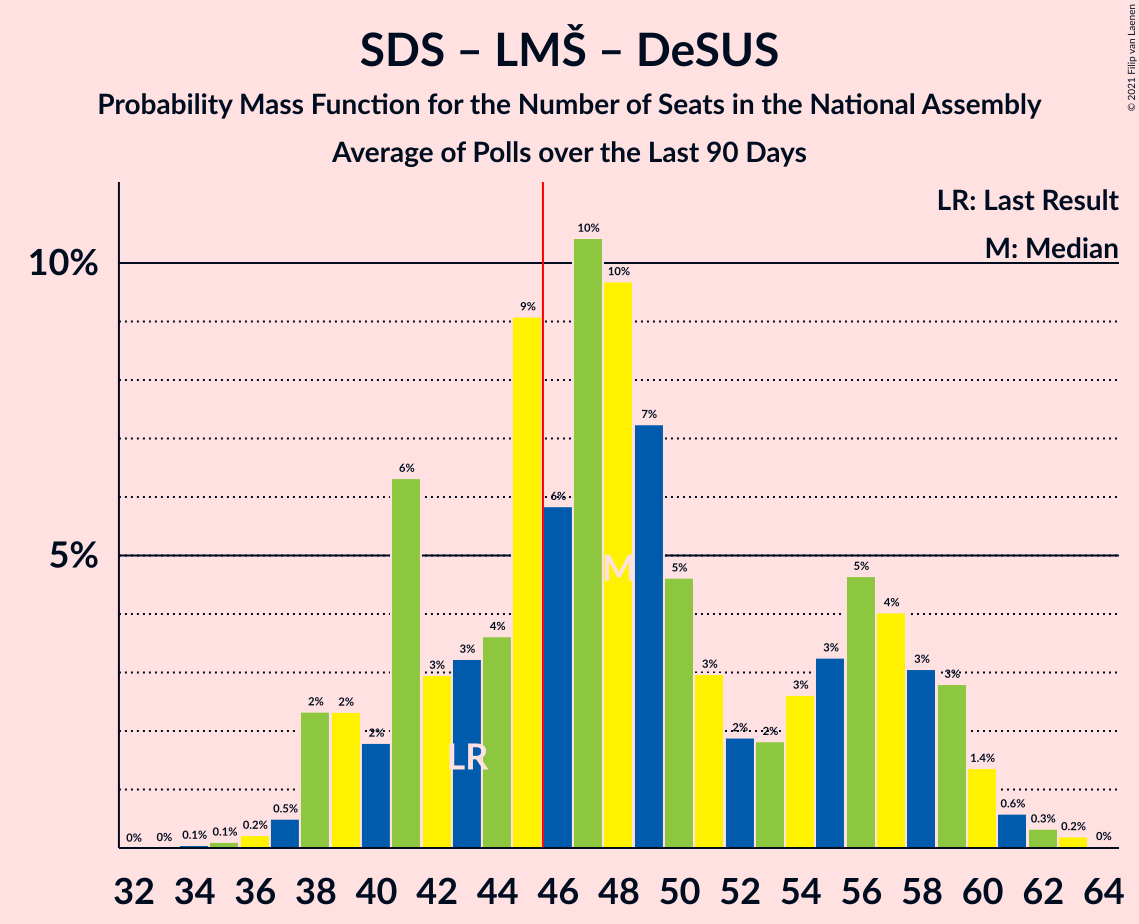 SDS – LMŠ – DeSUS
Probability Mass Function for the Number of Seats in the National Assembly
Average of Polls over the Last 90 Days
© 2021 Filip van Laenen
LR: Last Result
M: Median
10%
5%
0% 0% 0.1% 0.1% 0.2% 0.5% 2% 2% 2% 6% 3% 3% 4% 9% 6% 10% 10% 7% 5% 3% 2% 2% 3% 3% 5% 4% 3% 3% 1.4% 0.6% 0.3% 0.2% 0%
LR
M
32 34 36 38 40 42 44 46 48 50 52 54 56 58 60 62 64